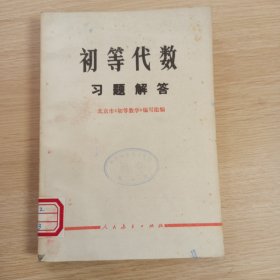 初等代数
习题解答
北京市《初等数学》编写组编
人民教育出版社